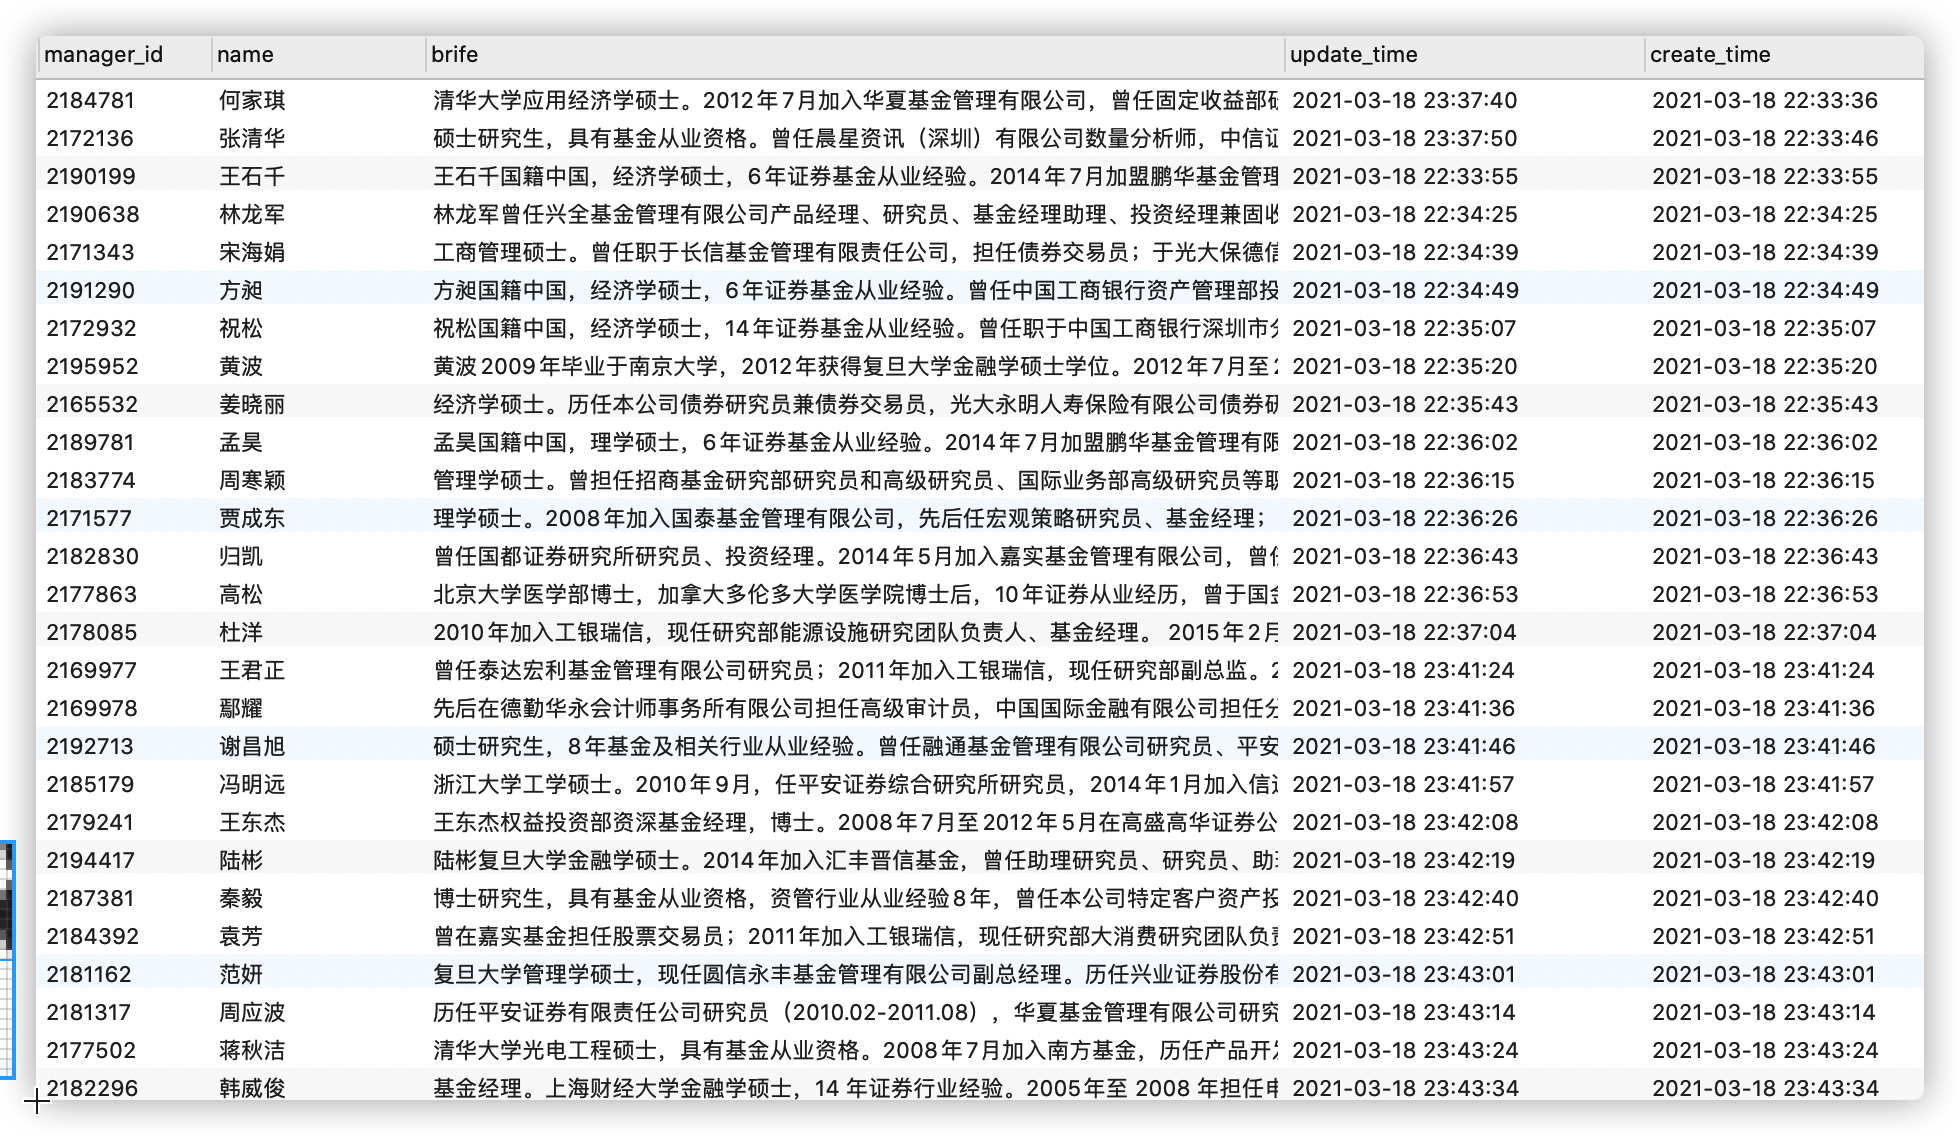 manager_id name brife update_time create_time
2184781 何家琪 清华大学应用经济学硕士。2012年7月加入华夏基金管理有限公司，曾任固定收益部研 2021-03-18 23:37:40 2021-03-18 22:33:36
2172136 张清华 硕士研究生，具有基金从业资格。曾任晨星资讯（深圳）有限公司数量分析师，中信证 2021-03-18 23:37:50 2021-03-18 22:33:46
2190199 王石千 王石千国籍中国，经济学硕士，6年证券基金从业经验。2014年7月加盟鹏华基金管理 2021-03-18 22:33:55 2021-03-18 22:33:55
2190638 林龙军 林龙军曾任兴全基金管理有限公司产品经理、研究员、基金经理助理、投资经理兼固收 2021-03-18 22:34:25 2021-03-18 22:34:25
2171343 宋海娟 工商管理硕士。曾任职于长信基金管理有限责任公司，担任债券交易员；于光大保德信 2021-03-18 22:34:39 2021-03-18 22:34:39
2191290 方昶 方昶国籍中国，经济学硕士，6年证券基金从业经验。曾任中国工商银行资产管理部投 2021-03-18 22:34:49 2021-03-18 22:34:49
2172932 祝松 祝松国籍中国，经济学硕士，14年证券基金从业经验。曾任职于中国工商银行深圳市分 2021-03-18 22:35:07 2021-03-18 22:35:07
2195952 黄波 黄波2009年毕业于南京大学，2012年获得复旦大学金融学硕士学位。2012年7月至2 2021-03-18 22:35:20 2021-03-18 22:35:20
2165532 姜晓丽 经济学硕士。历任本公司债券研究员兼债券交易员，光大永明人寿保险有限公司债券研 2021-03-18 22:35:43 2021-03-18 22:35:43
2189781 孟昊 孟昊国籍中国，理学硕士，6年证券基金从业经验。2014年7月加盟鹏华基金管理有限 2021-03-18 22:36:02 2021-03-18 22:36:02
2183774 周寒颖 管理学硕士。曾担任招商基金研究部研究员和高级研究员、国际业务部高级研究员等职 2021-03-18 22:36:15 2021-03-18 22:36:15
2171577 贾成东 理学硕士。2008年加入国泰基金管理有限公司，先后任宏观策略研究员、基金经理； 2021-03-18 22:36:26 2021-03-18 22:36:26
2182830 归凯 曾任国都证券研究所研究员、投资经理。2014年5月加入嘉实基金管理有限公司，曾任 2021-03-18 22:36:43 2021-03-18 22:36:43
2177863 高松 北京大学医学部博士，加拿大多伦多大学医学院博士后，10年证券从业经历，曾于国金 2021-03-18 22:36:53 2021-03-18 22:36:53
2178085 杜洋 2010年加入工银瑞信，现任研究部能源设施研究团队负责人、基金经理。 2015年2月 2021-03-18 22:37:04 2021-03-18 22:37:04
2169977 王君正 曾任泰达宏利基金管理有限公司研究员；2011年加入工银瑞信，现任研究部副总监。2 2021-03-18 23:41:24 2021-03-18 23:41:24
2169978 鄢耀 先后在德勤华永会计师事务所有限公司担任高级审计员，中国国际金融有限公司担任分 2021-03-18 23:41:36 2021-03-18 23:41:36
2192713 谢昌旭 硕士研究生，8年基金及相关行业从业经验。曾任融通基金管理有限公司研究员、平安 2021-03-18 23:41:46 2021-03-18 23:41:46
2185179 冯明远 浙江大学工学硕士。2010年9月，任平安证券综合研究所研究员，2014年1月加入信达 2021-03-18 23:41:57 2021-03-18 23:41:57
2179241 王东杰 王东杰权益投资部资深基金经理，博士。2008年7月至2012年5月在高盛高华证券公 2021-03-18 23:42:08 2021-03-18 23:42:08
2194417 陆彬 陆彬复旦大学金融学硕士。2014年加入汇丰晋信基金，曾任助理研究员、研究员、助理 2021-03-18 23:42:19 2021-03-18 23:42:19
2187381 秦毅 博士研究生，具有基金从业资格，资管行业从业经验8年，曾任本公司特定客户资产投 2021-03-18 23:42:40 2021-03-18 23:42:40
2184392 袁芳 曾在嘉实基金担任股票交易员；2011年加入工银瑞信，现任研究部大消费研究团队负责 2021-03-18 23:42:51 2021-03-18 23:42:51
2181162 范妍 复旦大学管理学硕士，现任圆信永丰基金管理有限公司副总经理。历任兴业证券股份有 2021-03-18 23:43:01 2021-03-18 23:43:01
2181317 周应波 历任平安证券有限责任公司研究员（2010.02-2011.08），华夏基金管理有限公司研究 2021-03-18 23:43:14 2021-03-18 23:43:14
2177502 蒋秋洁 清华大学光电工程硕士，具有基金从业资格。2008年7月加入南方基金，历任产品开发 2021-03-18 23:43:24 2021-03-18 23:43:24
2182296 韩威俊 基金经理。上海财经大学金融学硕士，14 年证券行业经验。2005年至 2008 年担任申 2021-03-18 23:43:34 2021-03-18 23:43:34